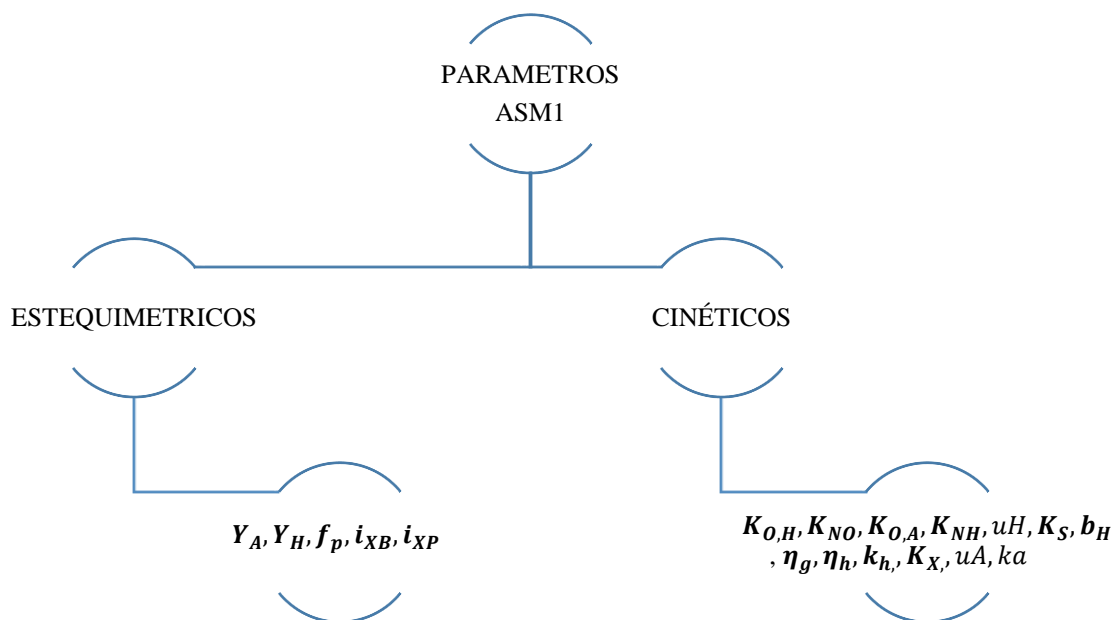 PARAMETROS
ASM1
ESTEQUIMETRICOS
CINÉTICOS
Y_A, Y_H, f_p, i_XB, i_XP
K_O,H, K_NO, K_O,A, K_NH, uH, K_S, b_H
, η_g, η_h, k_h,, K_X,, uA, ka